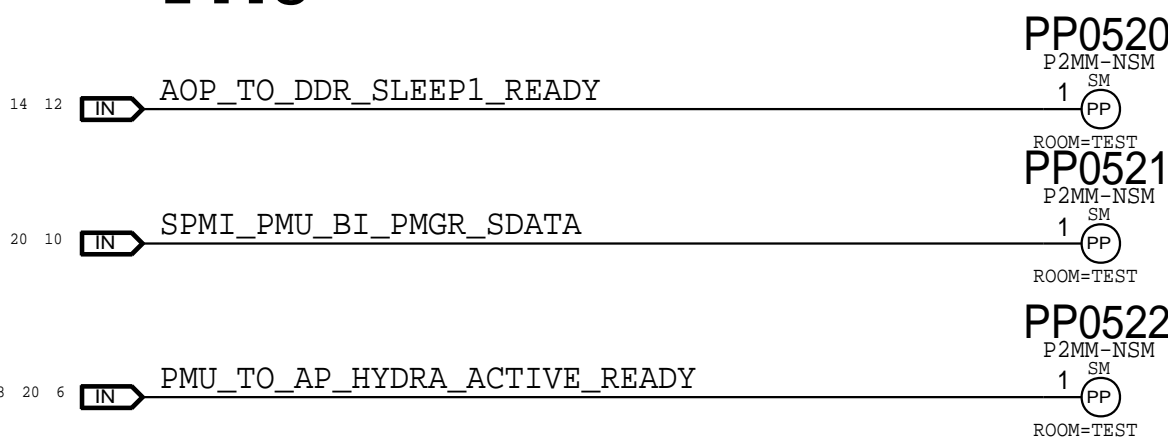 PP0520
P2MM-NSM
SM
14 12 IN AOP_TO_DDR_SLEEP1_READY 1 PP
ROOM=TEST
PP0521
P2MM-NSM
SM
20 10 IN SPMI_PMU_BI_PMGR_SDATA 1 PP
ROOM=TEST
PP0522
P2MM-NSM
SM
20 6 IN PMU_TO_AP_HYDRA_ACTIVE_READY 1 PP
ROOM=TEST